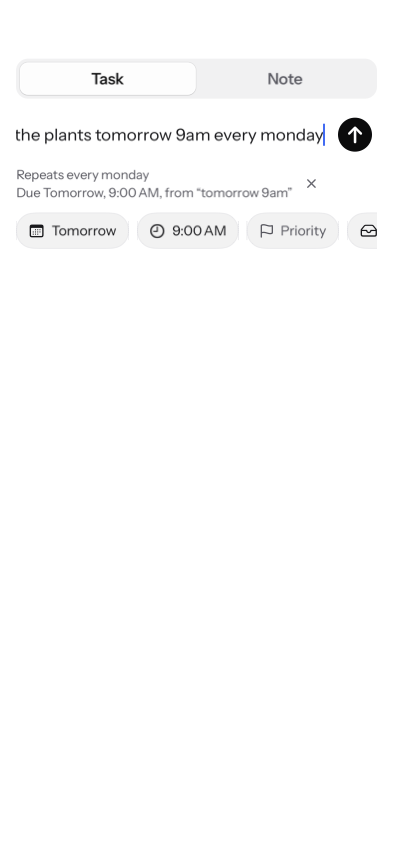 Task
Note
the plants tomorrow 9am every monday
Repeats every monday
Due Tomorrow, 9:00 AM, from “tomorrow 9am”
Tomorrow
9:00 AM
Priority